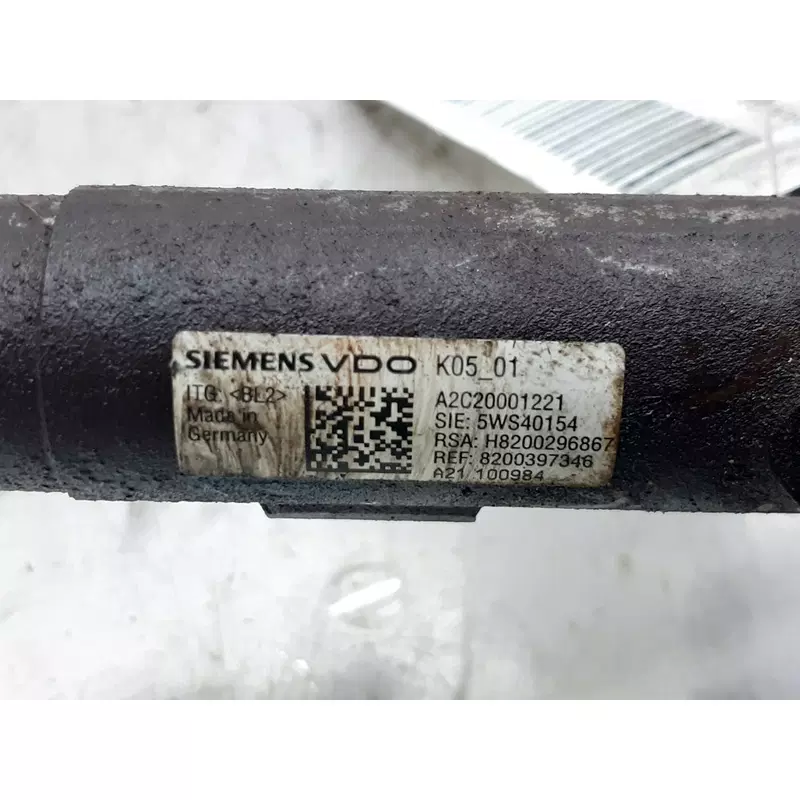 SIEMENS VDO K05_01
ITG: <BL2>
Made in
Germany
A2C20001221
SIE: 5WS40154
RSA: H8200296867
REF: 8200397346
A21/100984